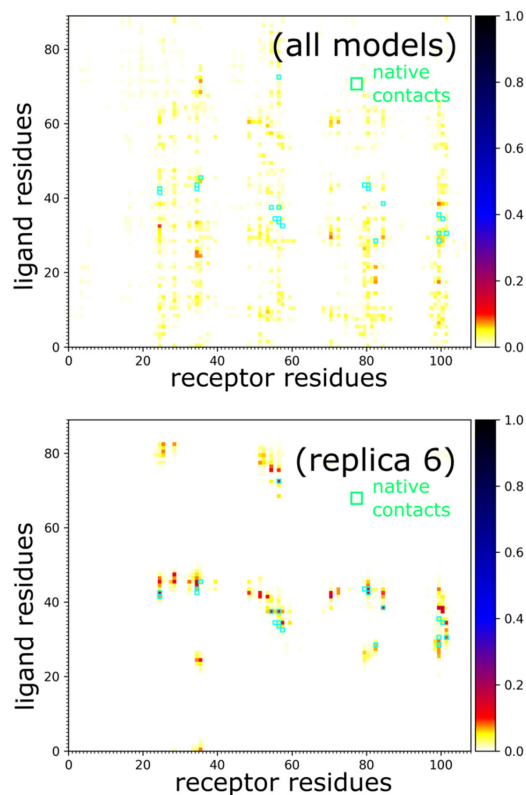 (all models)
native
contacts
ligand residues
80
60
40
20
0
0 20 40 60 80 100
receptor residues
1.0
0.8
0.6
0.4
0.2
0.0
(replica 6)
native
contacts
ligand residues
80
60
40
20
0
0 20 40 60 80 100
receptor residues
1.0
0.8
0.6
0.4
0.2
0.0